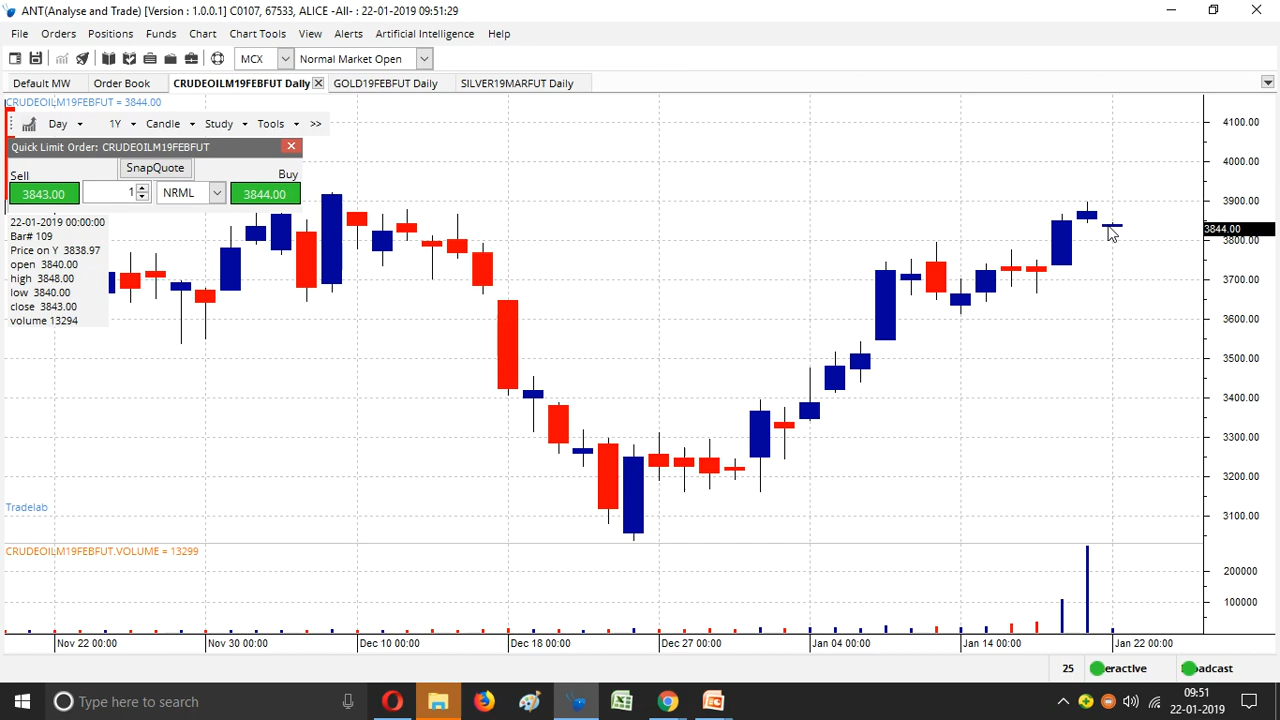 ANT(Analyse and Trade) [Version : 1.0.0.1] C0107, 67533, ALICE -All- : 22-01-2019 09:51:29
File Orders Positions Funds Chart Chart Tools View Alerts Artificial Intelligence Help
MCX Normal Market Open
Default MW Order Book CRUDEOILM19FEBFUT Daily GOLD19FEBFUT Daily SILVER19MARFUT Daily
CRUDEOILM19FEBFUT = 3844.00
Day 1Y Candle Study Tools >>
Quick Limit Order: CRUDEOILM19FEBFUT
Sell SnapQuote Buy
3843.00 1 NRML 3844.00
22-01-2019 00:00:00
Bar# 109
Price on Y 3838.97
open 3840.00
high 3848.00
low 3840.00
close 3843.00
volume 13294
4100.00
4000.00
3900.00
3844.00
3800.00
3700.00
3600.00
3500.00
3400.00
3300.00
3200.00
3100.00
Tradelab
CRUDEOILM19FEBFUT.VOLUME = 13299
200000
100000
Nov 22 00:00 Nov 30 00:00 Dec 10 00:00 Dec 18 00:00 Dec 27 00:00 Jan 04 00:00 Jan 14 00:00 Jan 22 00:00
25 eractive adcast
Type here to search
09:51
22-01-2019